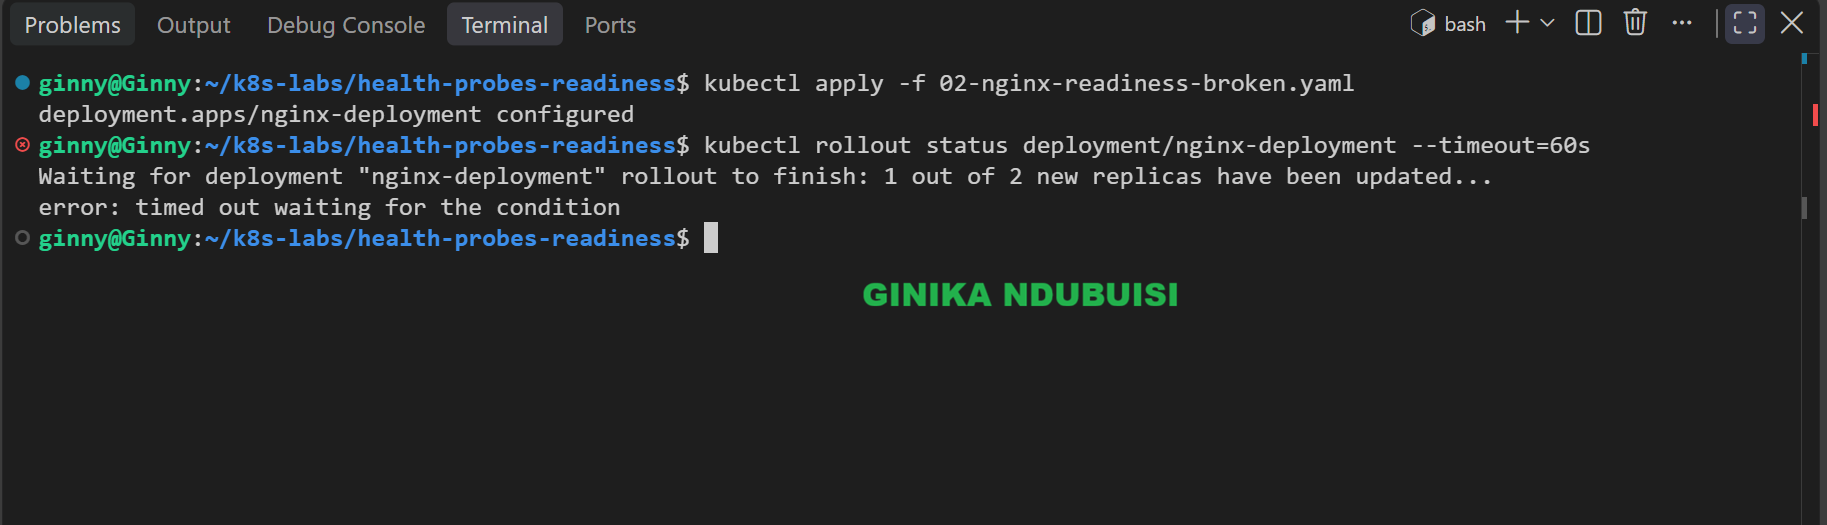 Problems Output Debug Console Terminal Ports bash
ginny@Ginny:~/k8s-labs/health-probes-readiness$ kubectl apply -f 02-nginx-readiness-broken.yaml
deployment.apps/nginx-deployment configured
ginny@Ginny:~/k8s-labs/health-probes-readiness$ kubectl rollout status deployment/nginx-deployment --timeout=60s
Waiting for deployment "nginx-deployment" rollout to finish: 1 out of 2 new replicas have been updated...
error: timed out waiting for the condition
ginny@Ginny:~/k8s-labs/health-probes-readiness$
GINIKA NDUBUISI